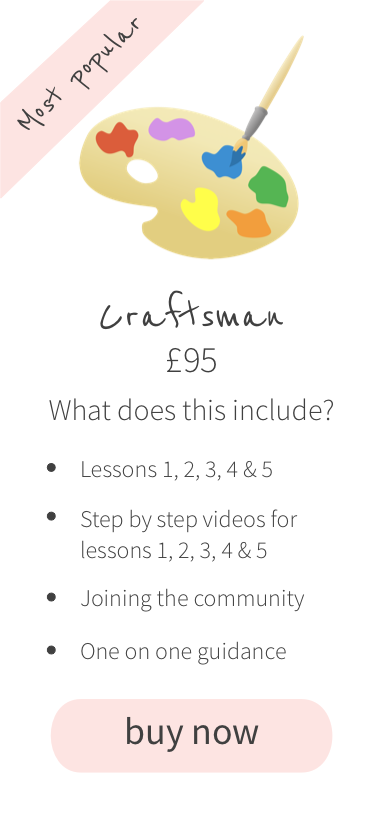 Most popular
Craftsman
£95
What does this include?
• Lessons 1, 2, 3, 4 & 5
• Step by step videos for
lessons 1, 2, 3, 4 & 5
• Joining the community
• One on one guidance
buy now